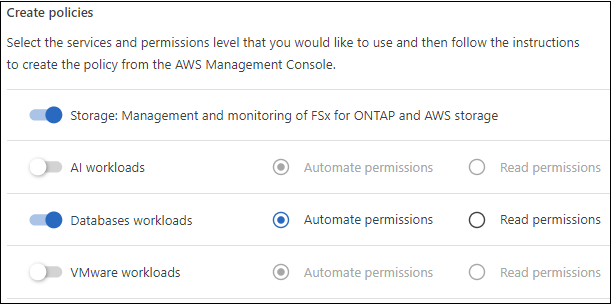 Create policies
Select the services and permissions level that you would like to use and then follow the instructions
to create the policy from the AWS Management Console.
Storage: Management and monitoring of FSx for ONTAP and AWS storage
AI workloads Automate permissions Read permissions
Databases workloads Automate permissions Read permissions
VMware workloads Automate permissions Read permissions